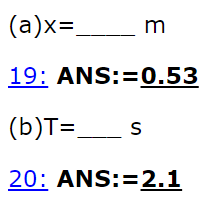 (a)x=____ m
19: ANS:=0.53
(b)T=___ s
20: ANS:=2.1